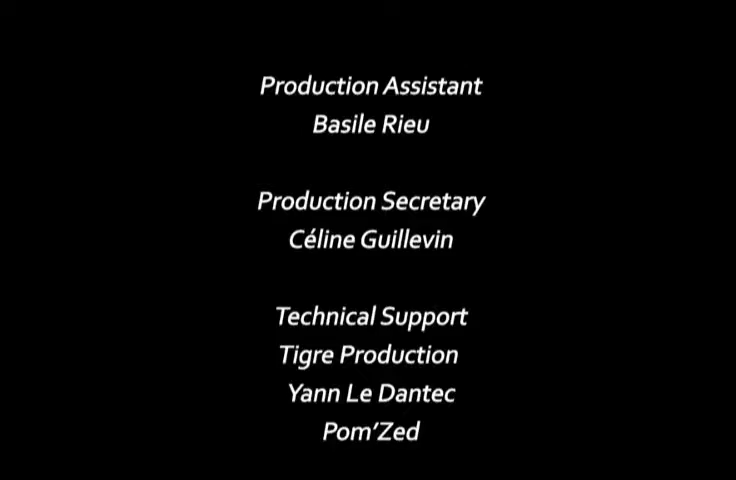 Production Assistant
Basile Rieu
Production Secretary
Céline Guillevin
Technical Support
Tigre Production
Yann Le Dantec
Pom'Zed